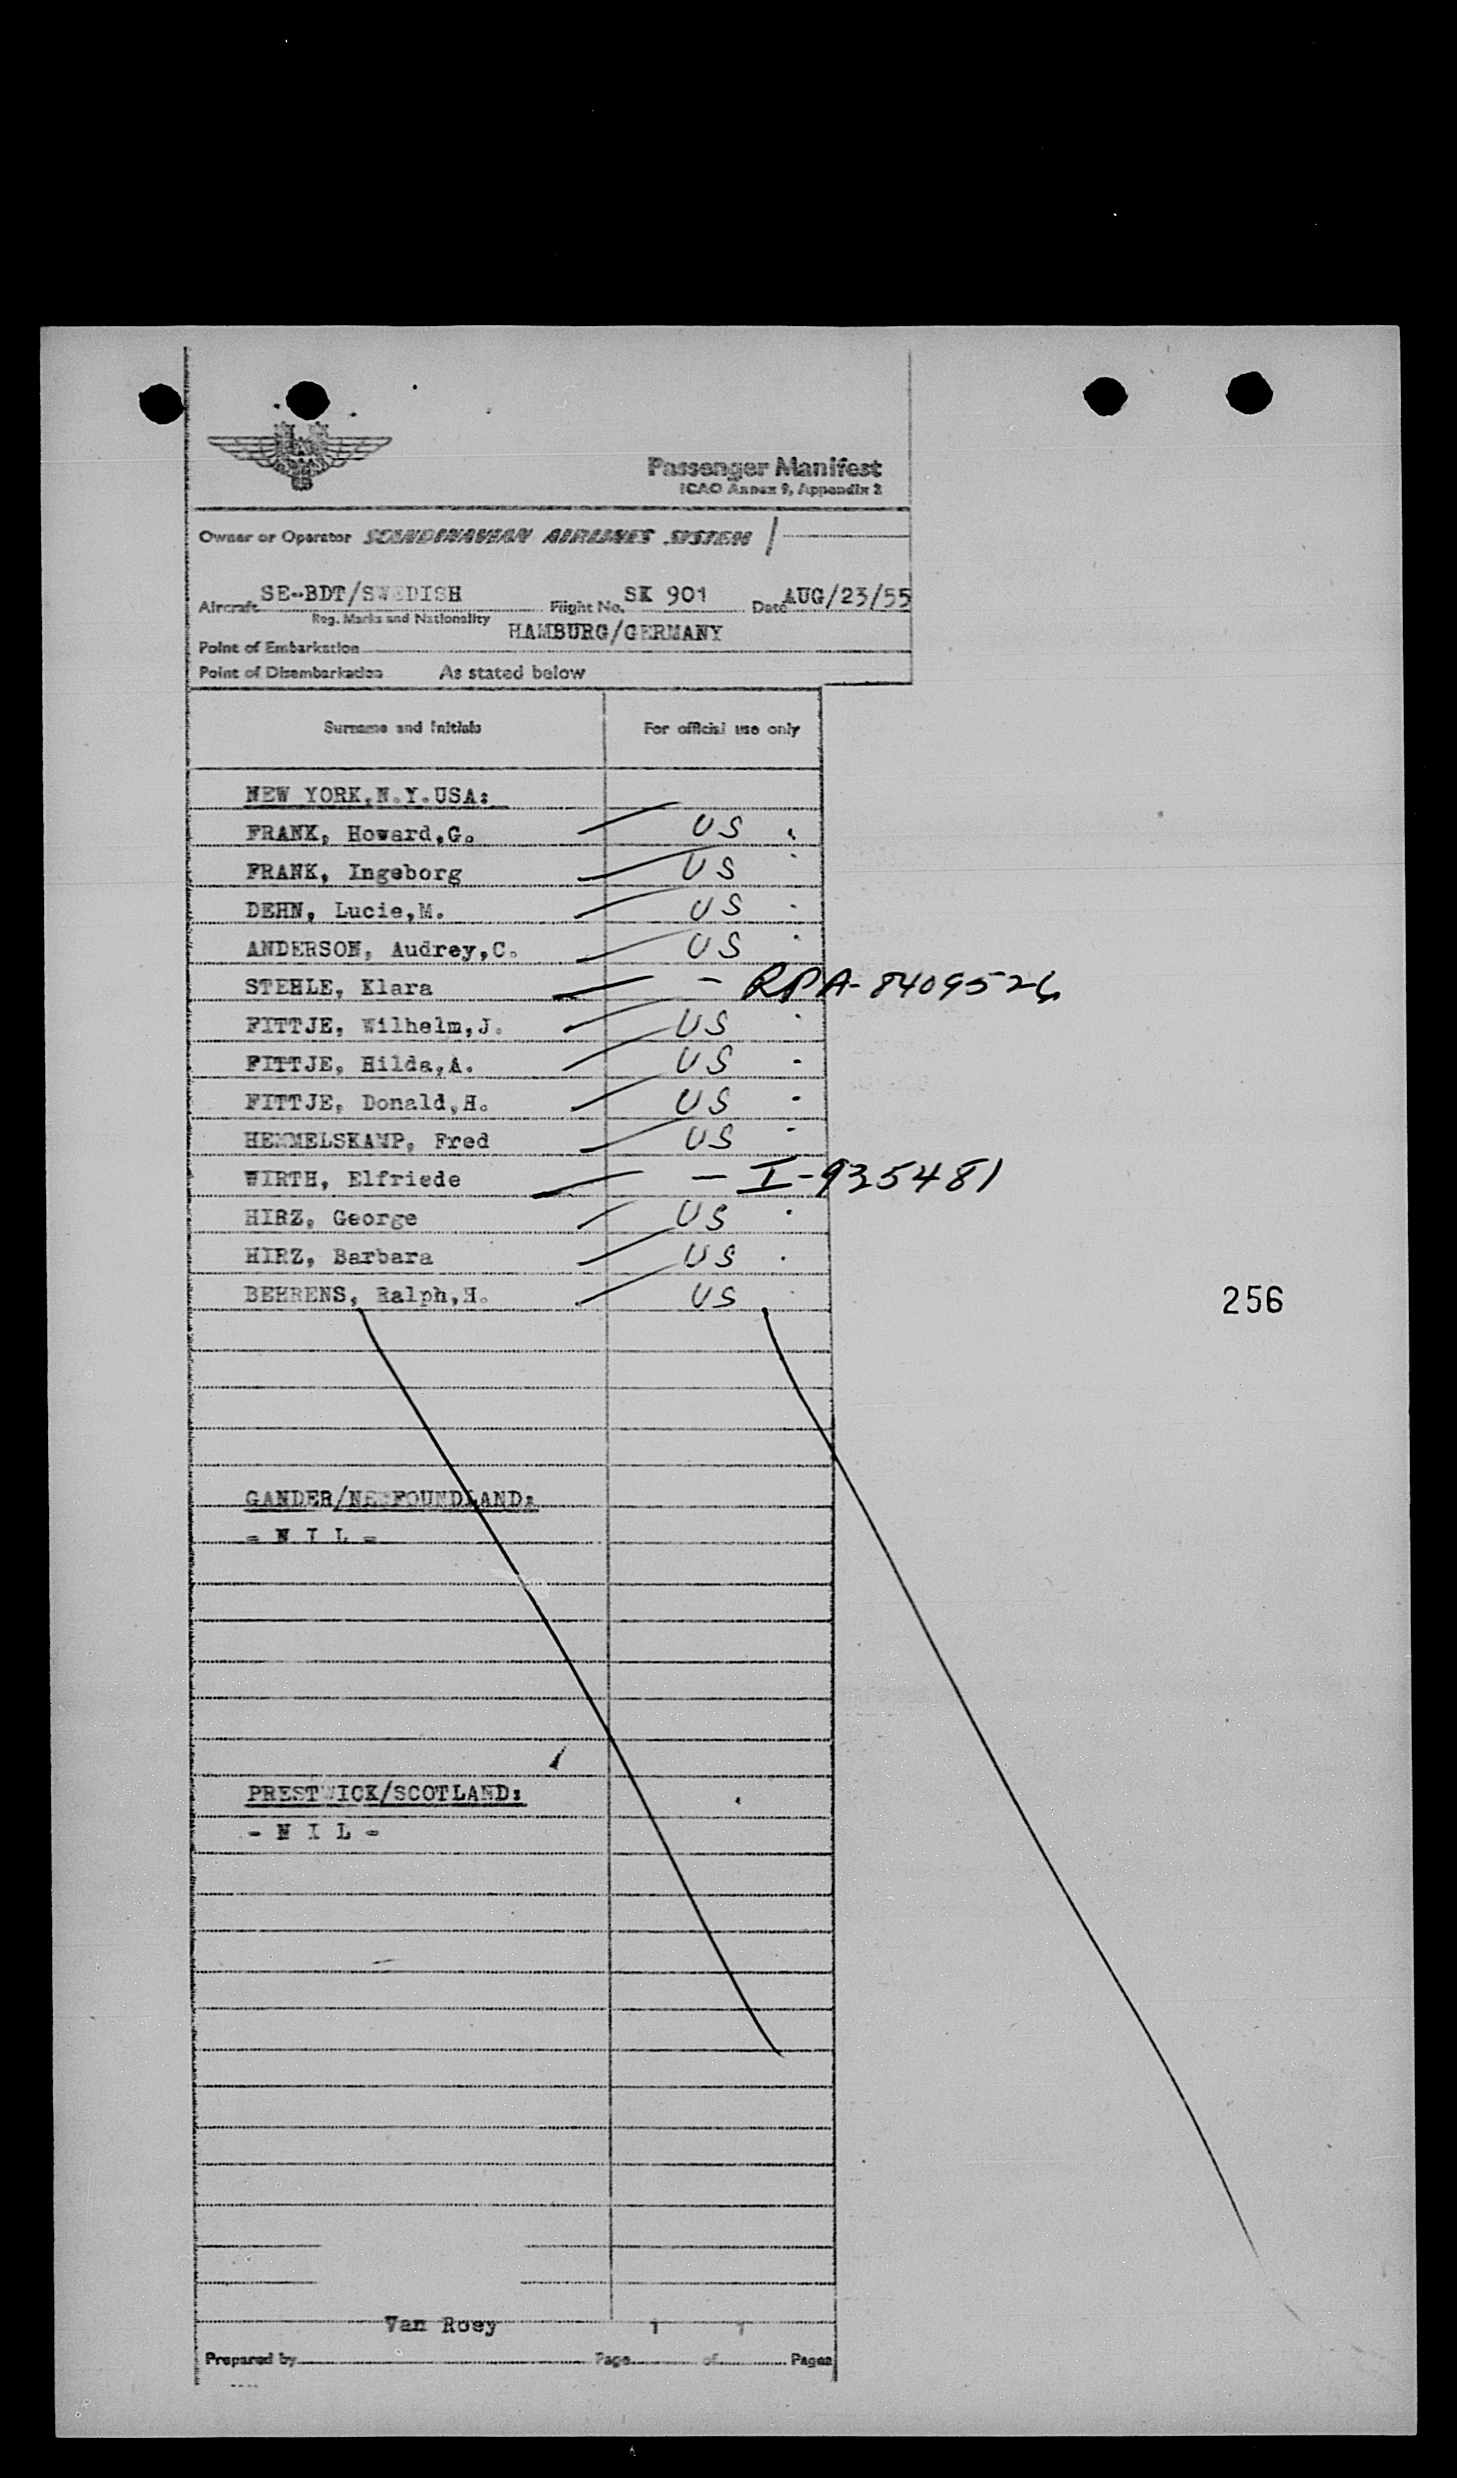 Passenger Manifest
ICAO Annex 9, Appendix 2
Owner or Operator SCANDINAVIAN AIRLINES SYSTEM
Aircraft SE-BDT/SWEDISH Flight No. SK 901 Date AUG/23/55
Reg. Marks and Nationality
Point of Embarkation HAMBURG/GERMANY
Point of Disembarkation As stated below
Surname and Initials For official use only
NEW YORK,N.Y.USA:
FRANK, Howard,G. US
FRANK, Ingeborg US
DEHN, Lucie,M. US
ANDERSON, Audrey,C. US
STEHLE, Klara - RPA-8409526
FITTJE, Wilhelm,J. US
FITTJE, Hilda,A. US
FITTJE, Donald,H. US
HEMMELSKAMP, Fred US
WIRTH, Elfriede - I-935481
HIRZ, George US
HIRZ, Barbara US
BEHRENS, Ralph,H. US
256
GANDER/NEWFOUNDLAND:
- N I L -
PRESTWICK/SCOTLAND:
- N I L -
Prepared by Van Rosy Page 1 of 1 Pages